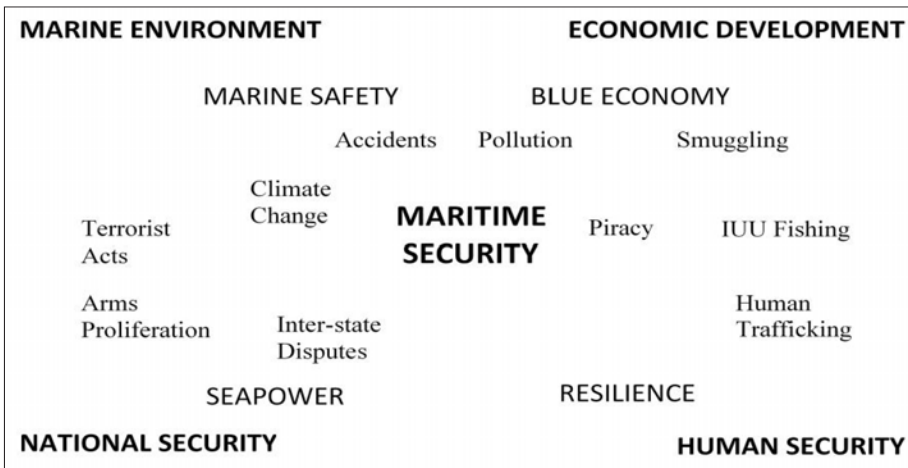 MARINE ENVIRONMENT
ECONOMIC DEVELOPMENT
MARINE SAFETY
BLUE ECONOMY
Accidents
Pollution
Smuggling
Climate
Change
MARITIME
SECURITY
Terrorist
Acts
Piracy
IUU Fishing
Arms
Proliferation
Inter-state
Disputes
Human
Trafficking
SEAPOWER
RESILIENCE
NATIONAL SECURITY
HUMAN SECURITY